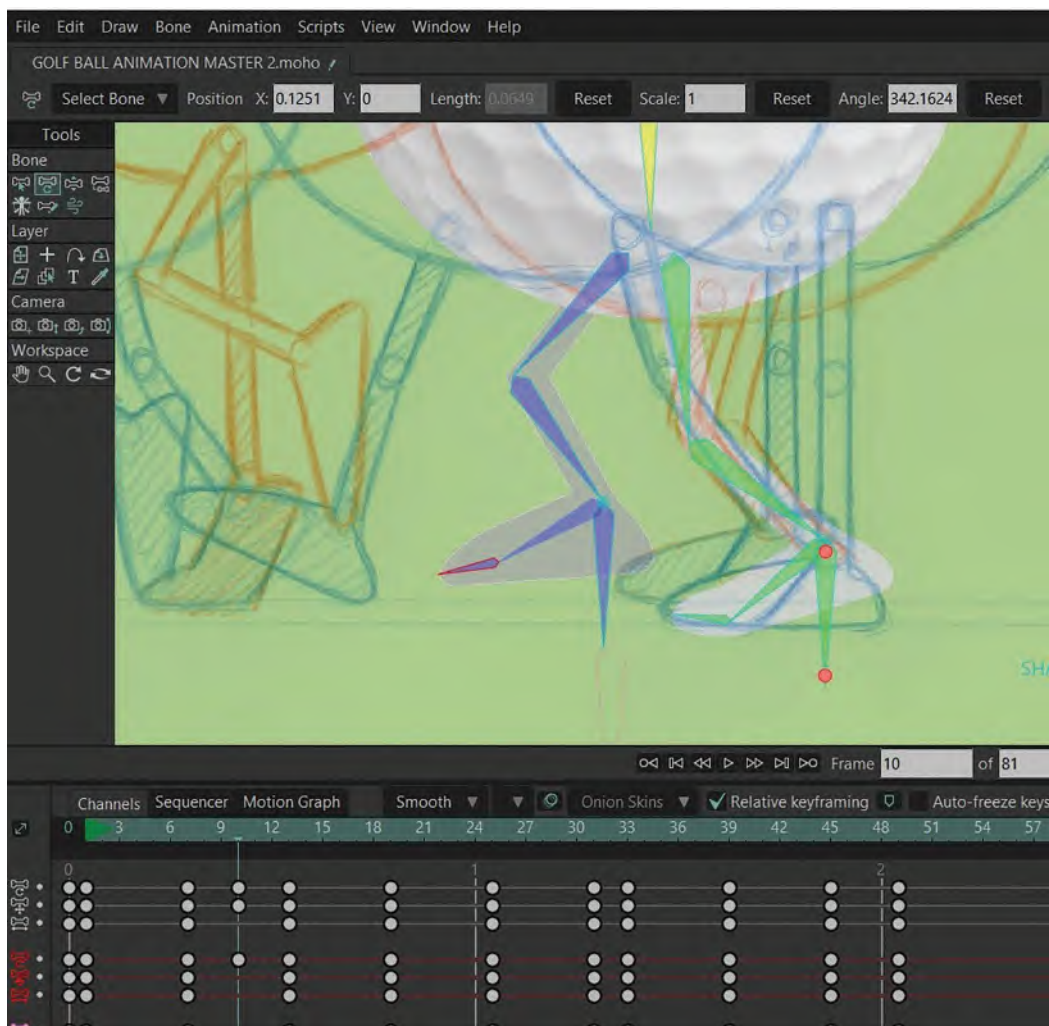 File Edit Draw Bone Animation Scripts View Window Help
GOLF BALL ANIMATION MASTER 2.moho
Select Bone Position X: 0.1251 Y: 0 Length: 0.0649 Reset Scale: 1 Reset Angle: 342.1624 Reset
Tools
Bone
Layer
T
Camera
Workspace
SHA
Frame 10 of 81
Channels Sequencer Motion Graph Smooth Onion Skins Relative keyframing Auto-freeze keys
0 3 6 9 12 15 18 21 24 27 30 33 36 39 42 45 48 51 54 57
0 1 2